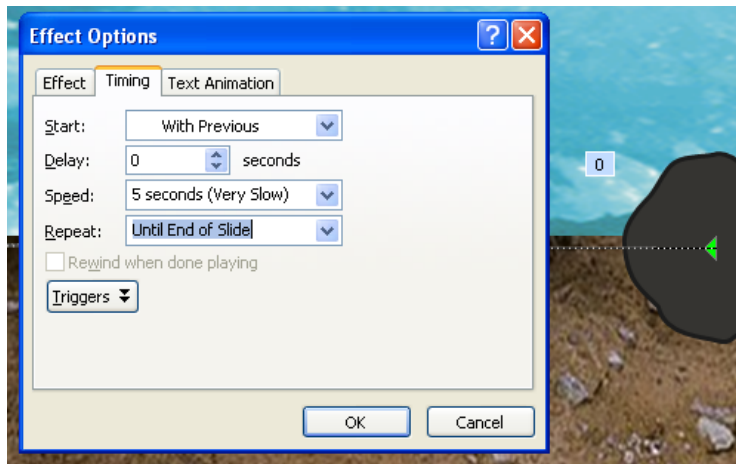 Effect Options
Effect Timing Text Animation
Start: With Previous
Delay: 0 seconds
Speed: 5 seconds (Very Slow)
Repeat: Until End of Slide
Rewind when done playing
Triggers
OK Cancel
0